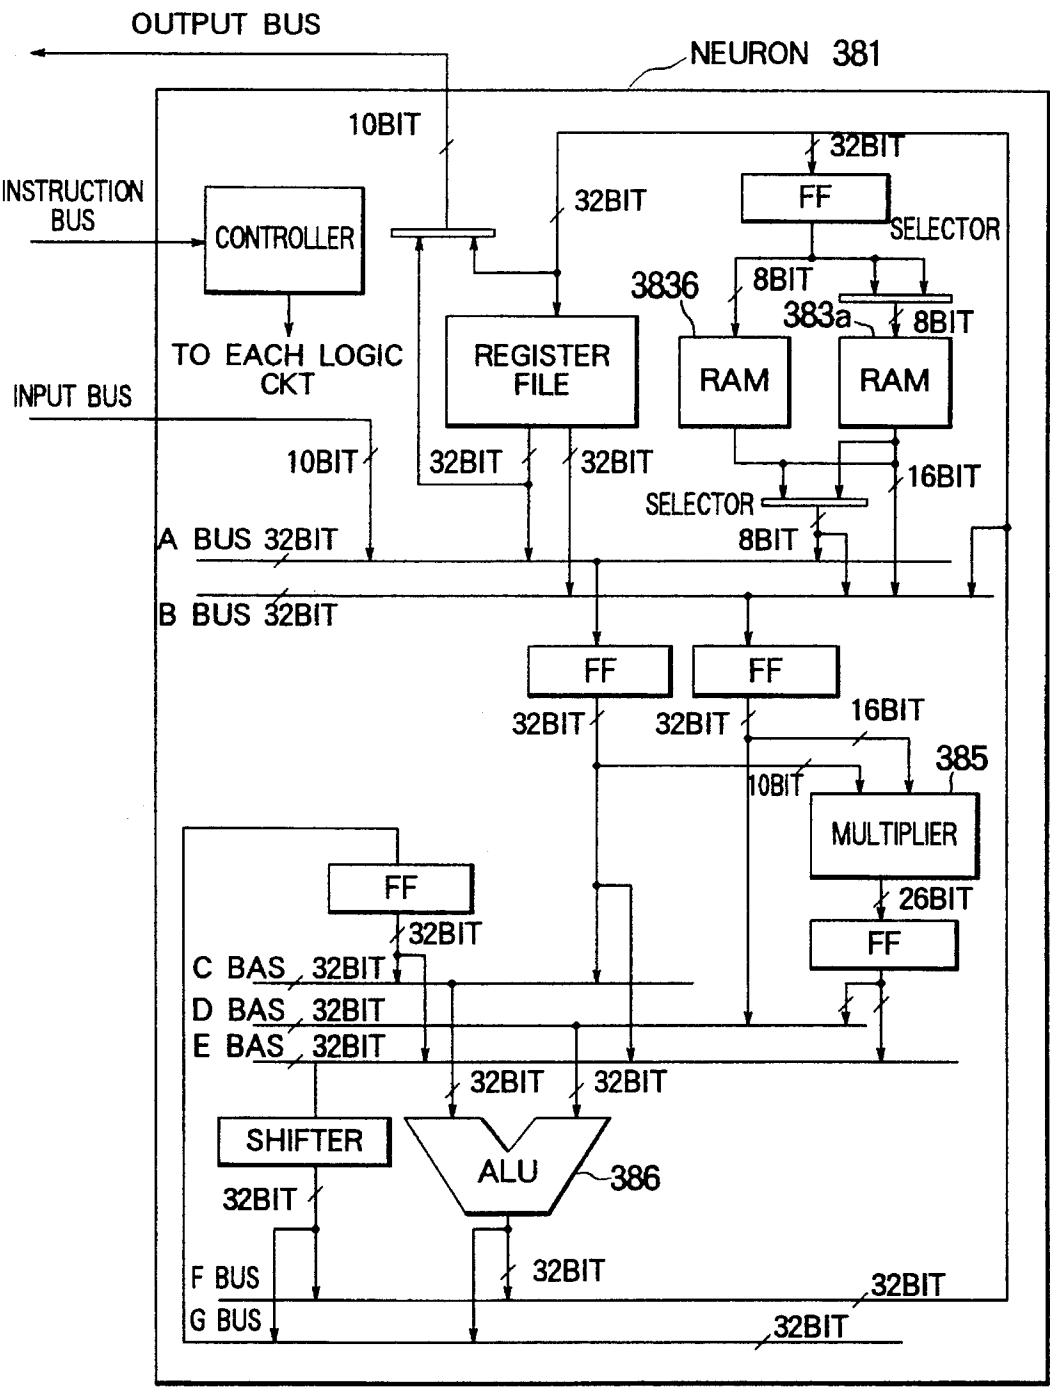 OUTPUT BUS
NEURON 381
10BIT
32BIT
FF
INSTRUCTION
BUS
CONTROLLER
32BIT
SELECTOR
8BIT
3836
383a
8BIT
TO EACH LOGIC
CKT
REGISTER
FILE
RAM
RAM
INPUT BUS
10BIT
32BIT
32BIT
16BIT
SELECTOR
8BIT
A BUS 32BIT
B BUS 32BIT
FF
FF
32BIT
32BIT
16BIT
10BIT
385
MULTIPLIER
FF
26BIT
32BIT
FF
C BAS 32BIT
D BAS 32BIT
E BAS 32BIT
32BIT
32BIT
SHIFTER
ALU
386
32BIT
32BIT
F BUS
32BIT
G BUS
32BIT